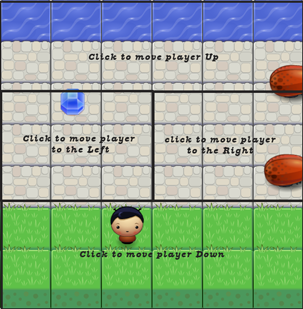 Click to move player Up
Click to move player
to the Left
click to move player
to the Right
Click to move player Down